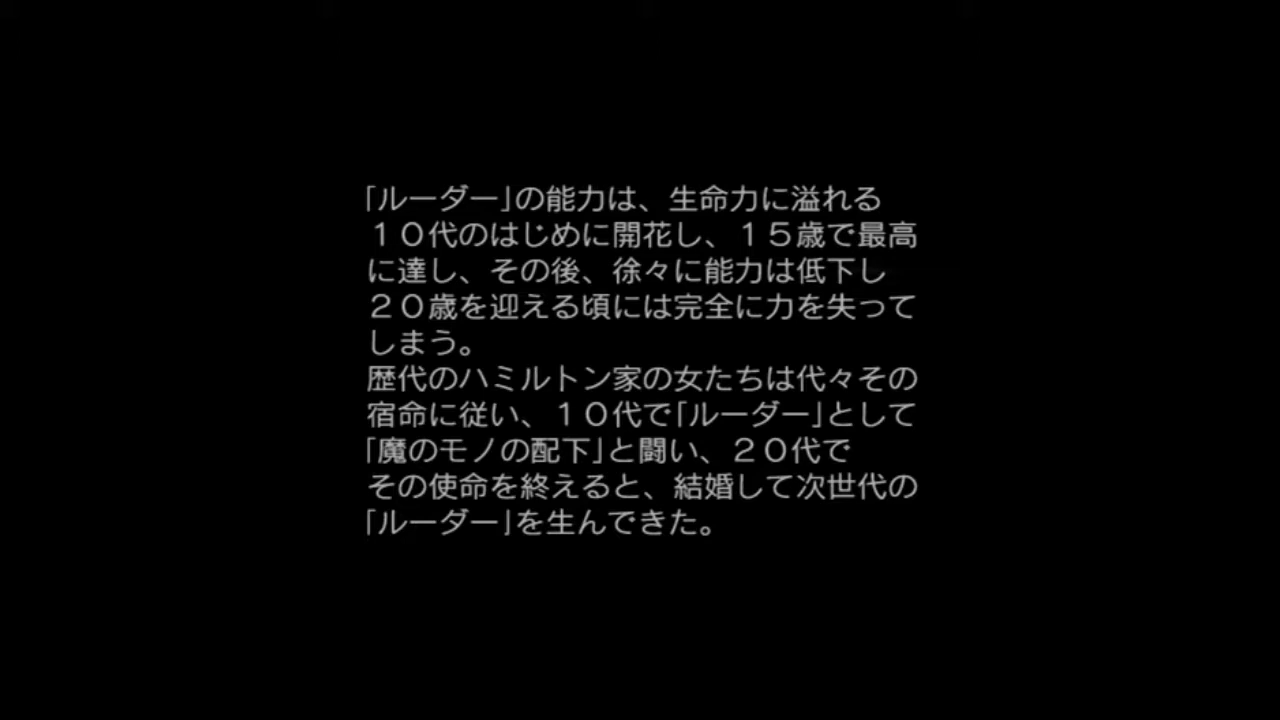 「ルーダー」の能力は、生命力に溢れる
１０代のはじめに開花し、１５歳で最高
に達し、その後、徐々に能力は低下し
２０歳を迎える頃には完全に力を失って
しまう。
歴代のハミルトン家の女たちは代々その
宿命に従い、１０代で「ルーダー」として
「魔のモノの配下」と闘い、２０代で
その使命を終えると、結婚して次世代の
「ルーダー」を生んできた。